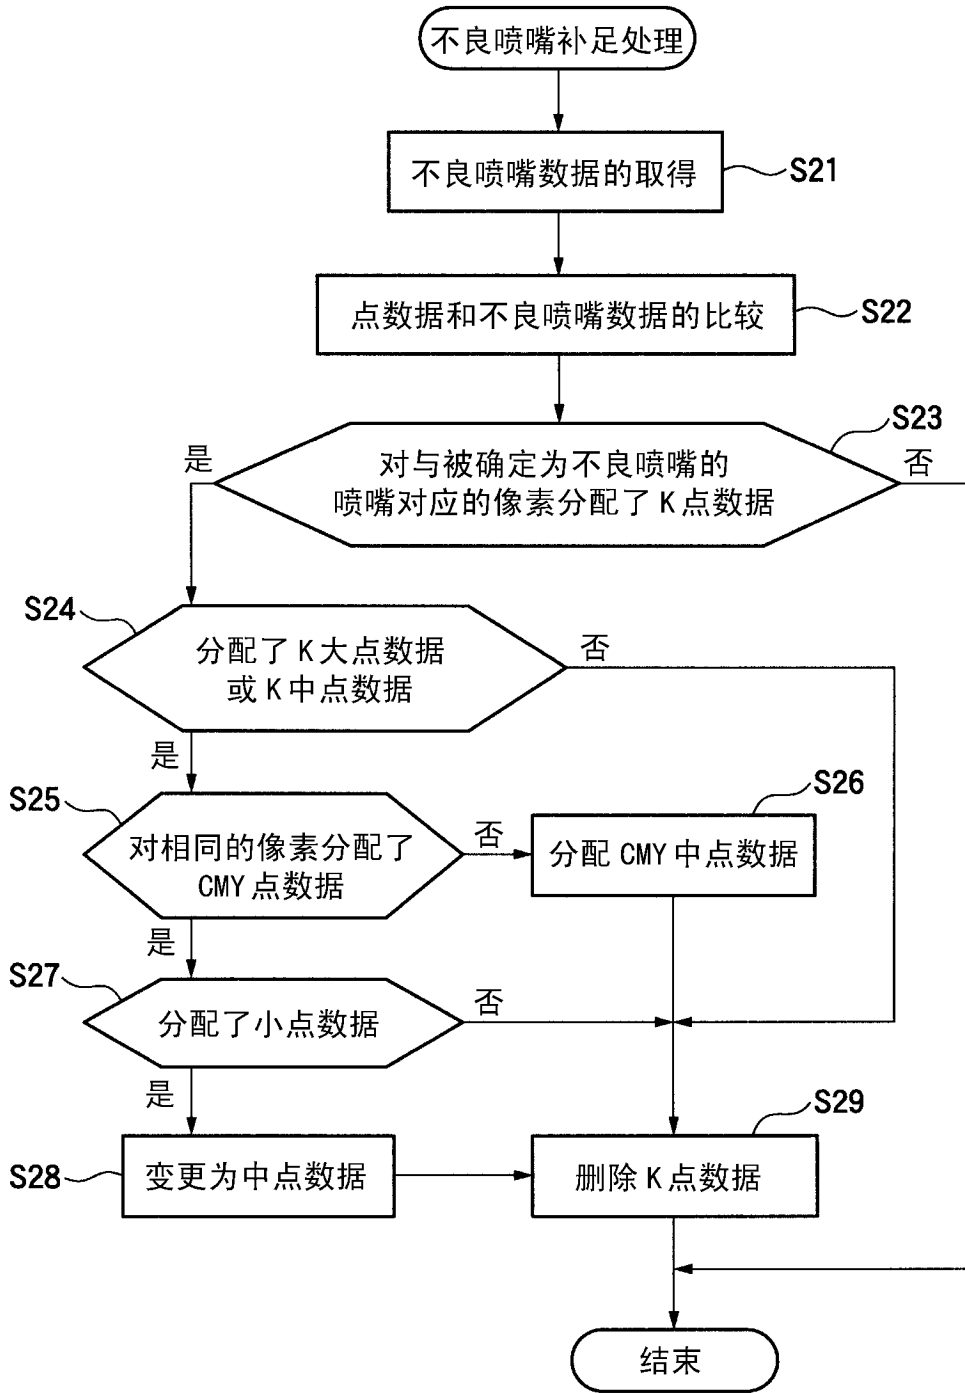 不良喷嘴补足处理
不良喷嘴数据的取得
S21
点数据和不良喷嘴数据的比较
S22
S23
对与被确定为不良喷嘴的
喷嘴对应的像素分配了K点数据
是
否
S24
分配了K大点数据
或K中点数据
否
是
S25
对相同的像素分配了
CMY点数据
否
S26
分配CMY中点数据
是
S27
分配了小点数据
否
是
S28
变更为中点数据
S29
删除K点数据
结束